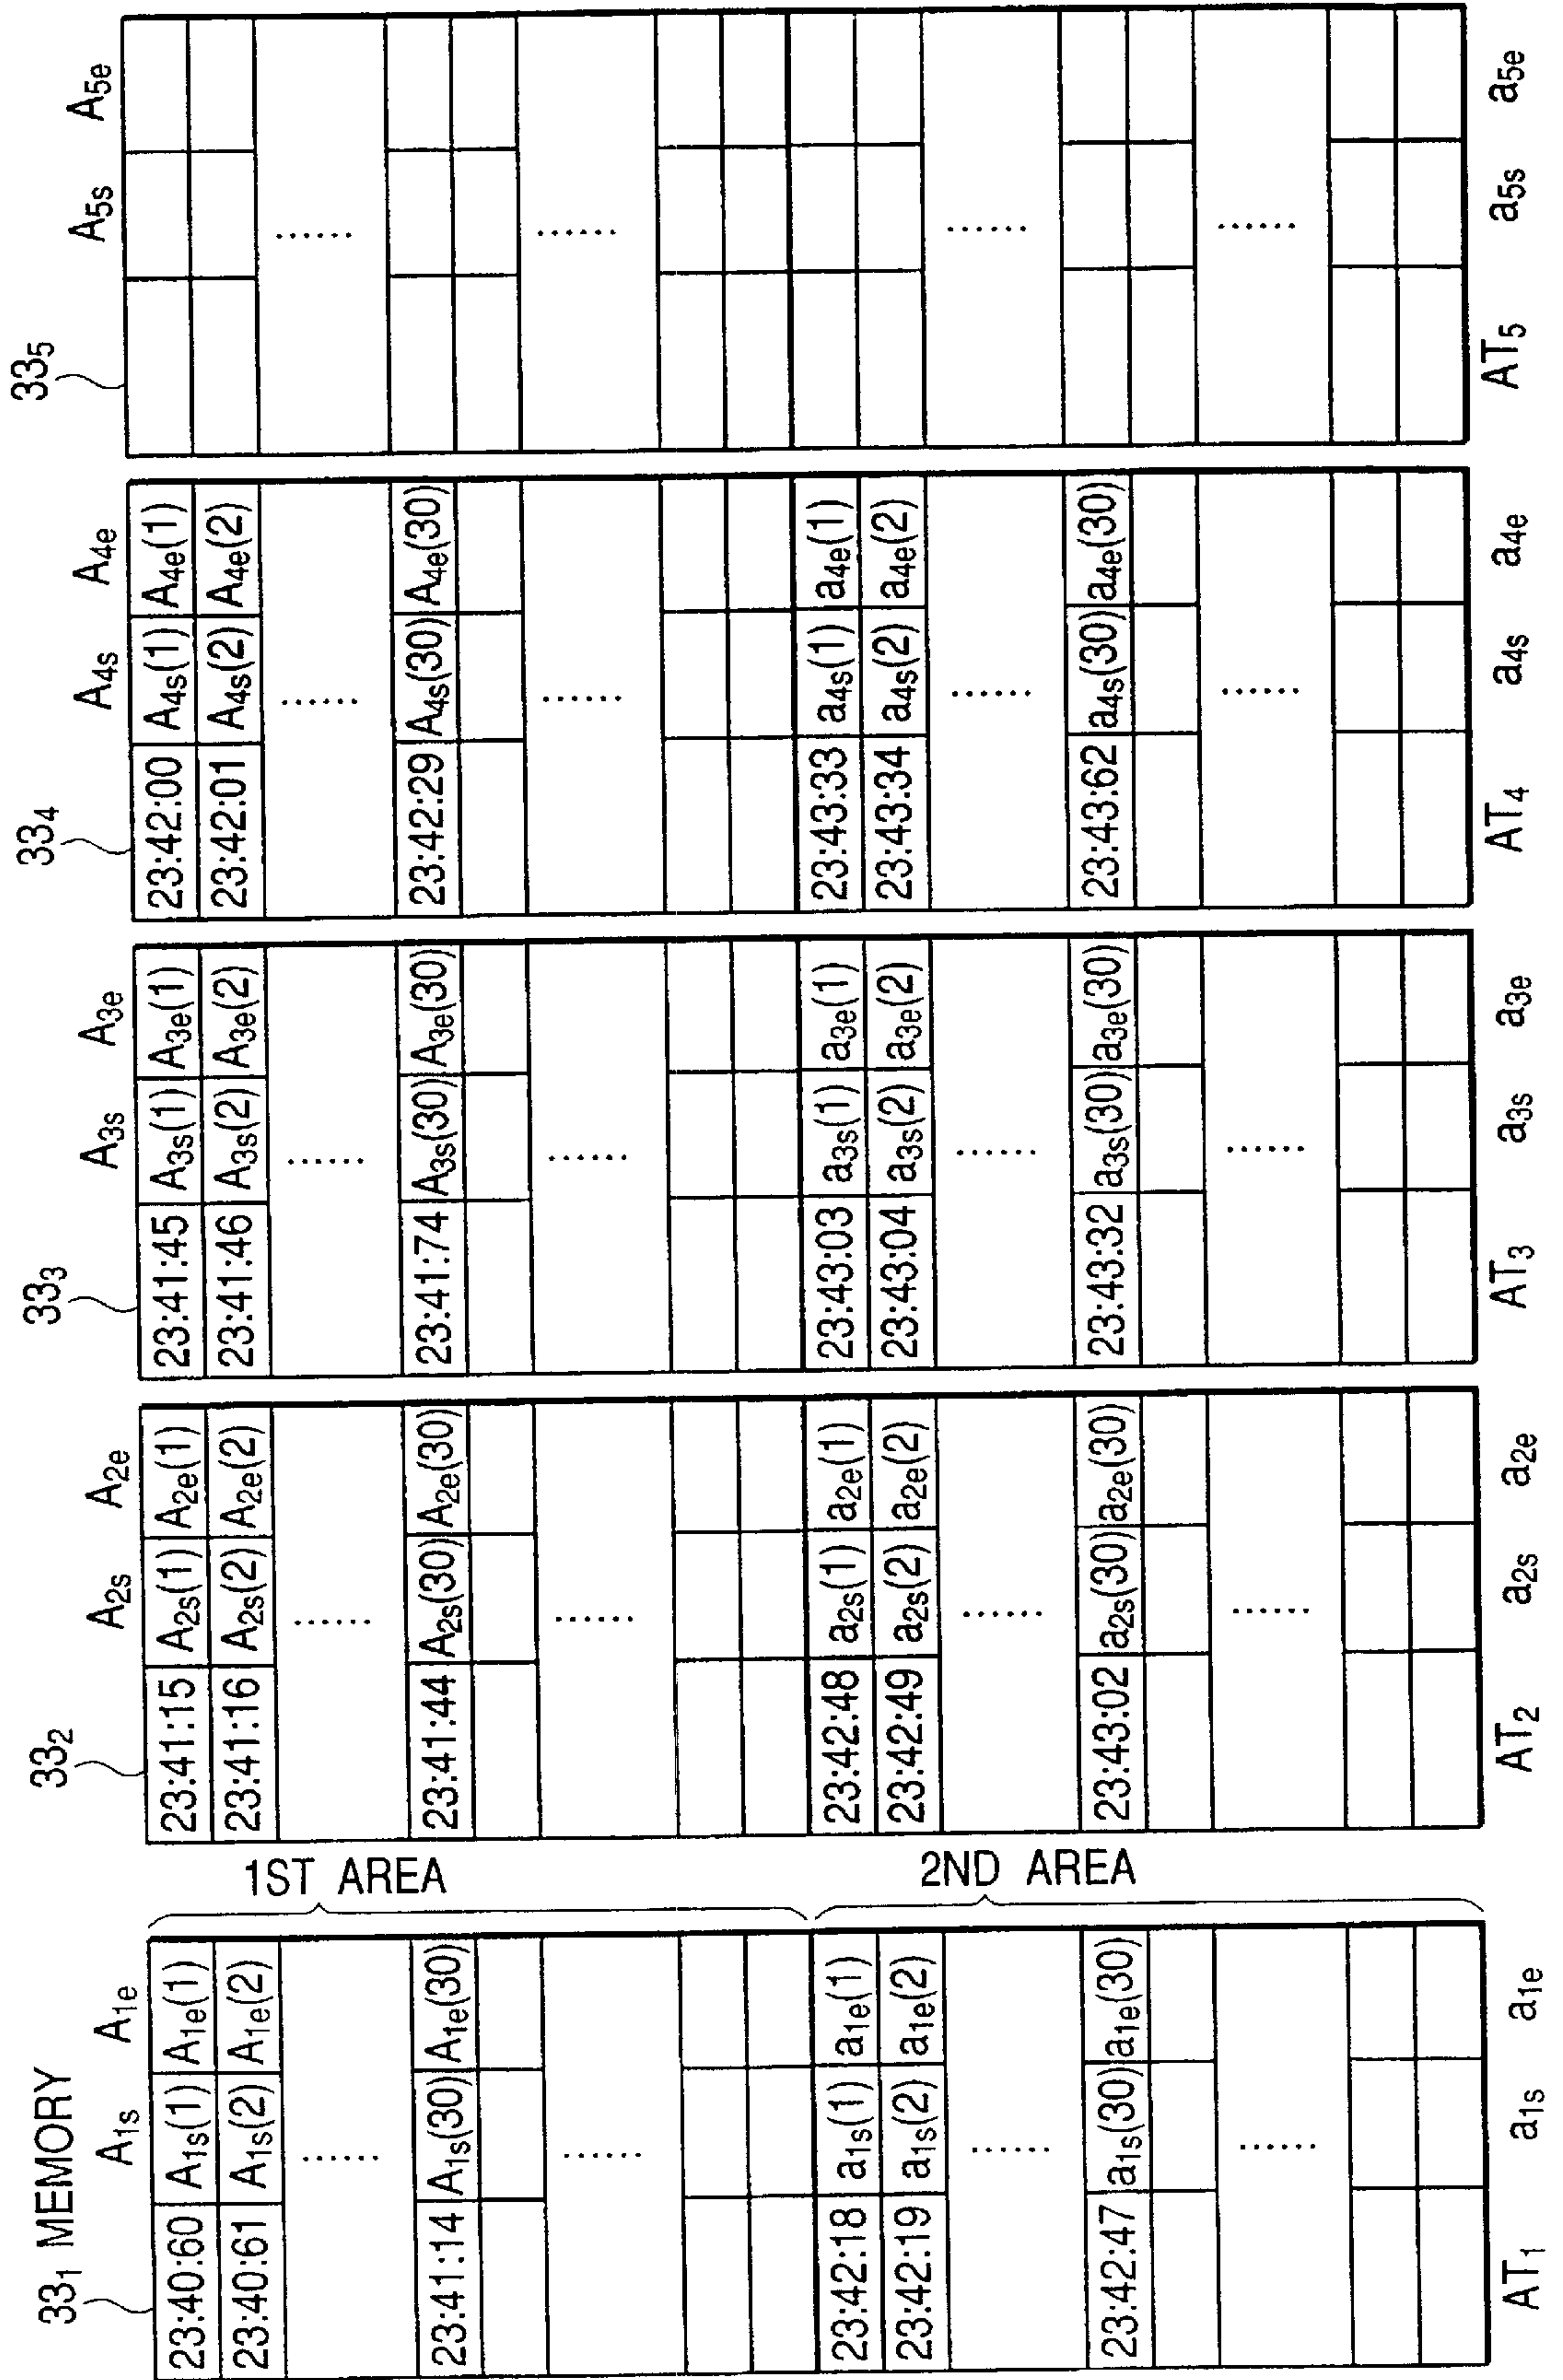 33₁ MEMORY
A₁s A₁e
1ST AREA
23:40:60 A₁s(1) A₁e(1)
23:40:61 A₁s(2) A₁e(2)
......
23:41:14 A₁s(30) A₁e(30)
......
2ND AREA
23:42:18 a₁s(1) a₁e(1)
23:42:19 a₁s(2) a₁e(2)
......
23:42:47 a₁s(30) a₁e(30)
......
AT₁ a₁s a₁e
33₂
A₂s A₂e
23:41:15 A₂s(1) A₂e(1)
23:41:16 A₂s(2) A₂e(2)
......
23:41:44 A₂s(30) A₂e(30)
......
23:42:48 a₂s(1) a₂e(1)
23:42:49 a₂s(2) a₂e(2)
......
23:43:02 a₂s(30) a₂e(30)
......
AT₂ a₂s a₂e
33₃
A₃s A₃e
23:41:45 A₃s(1) A₃e(1)
23:41:46 A₃s(2) A₃e(2)
......
23:41:74 A₃s(30) A₃e(30)
......
23:43:03 a₃s(1) a₃e(1)
23:43:04 a₃s(2) a₃e(2)
......
23:43:32 a₃s(30) a₃e(30)
......
AT₃ a₃s a₃e
33₄
A₄s A₄e
23:42:00 A₄s(1) A₄e(1)
23:42:01 A₄s(2) A₄e(2)
......
23:42:29 A₄s(30) A₄e(30)
......
23:43:33 a₄s(1) a₄e(1)
23:43:34 a₄s(2) a₄e(2)
......
23:43:62 a₄s(30) a₄e(30)
......
AT₄ a₄s a₄e
33₅
A₅s A₅e
......
......
......
......
AT₅ a₅s a₅e